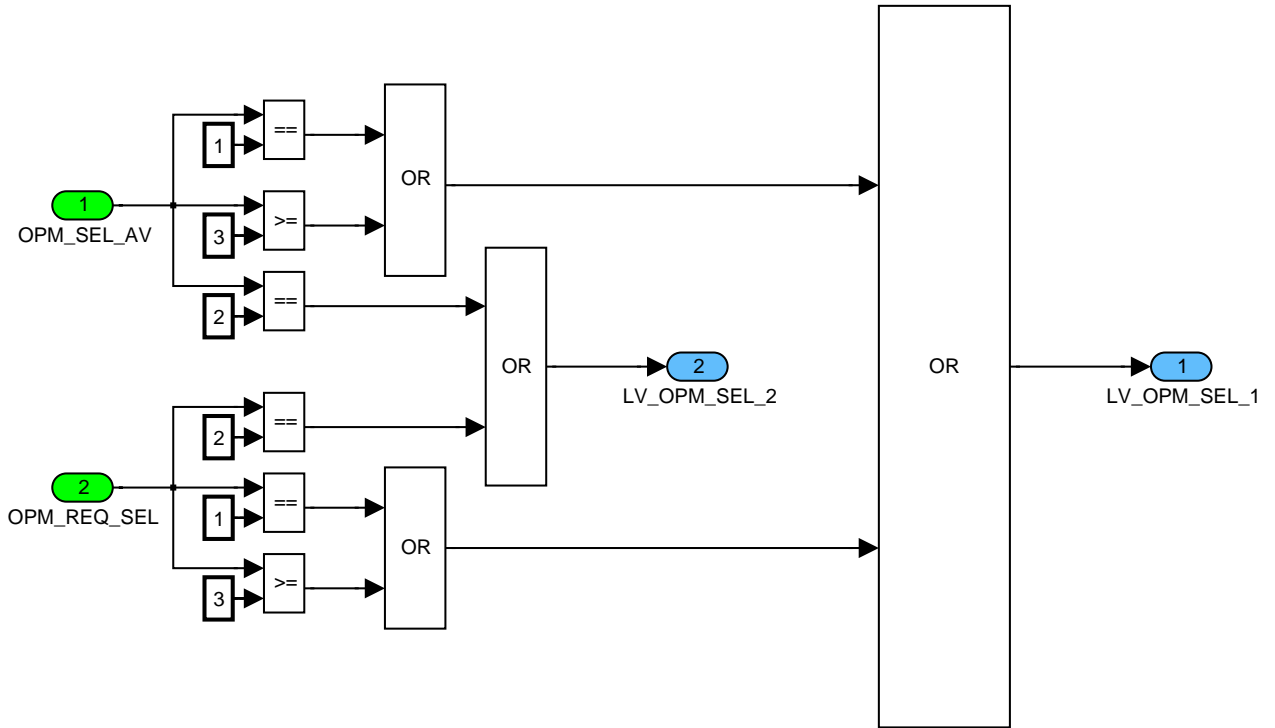 ==
1
OR
1
OPM_SEL_AV
>=
3
==
2
OR
2
LV_OPM_SEL_2
OR
1
LV_OPM_SEL_1
==
2
2
OPM_REQ_SEL
==
1
OR
>=
3